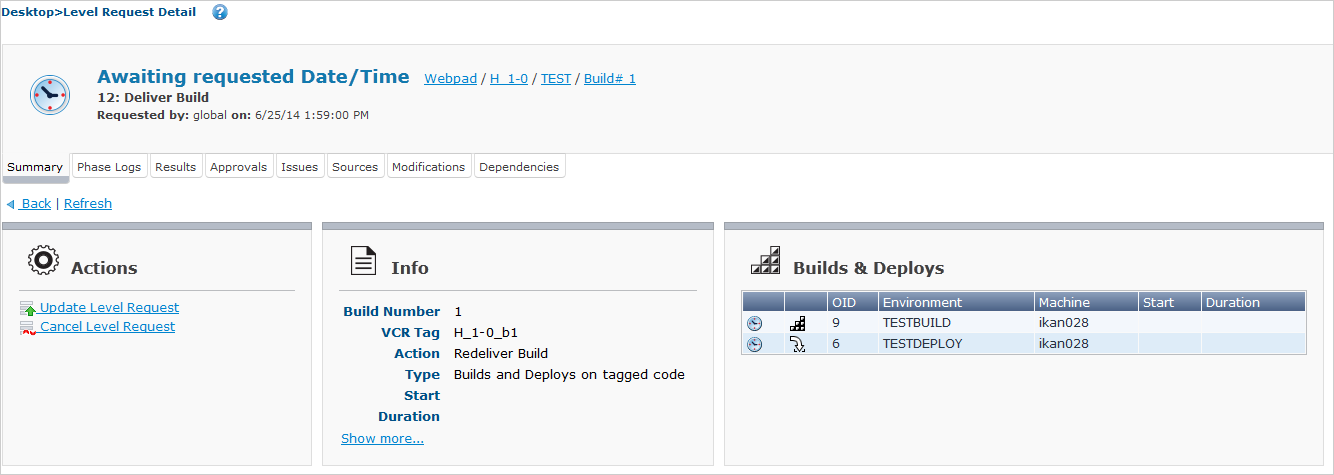 Desktop>Level Request Detail
Awaiting requested Date/Time Webpad / H_1-0 / TEST / Build# 1
12: Deliver Build
Requested by: global on: 6/25/14 1:59:00 PM
Summary Phase Logs Results Approvals Issues Sources Modifications Dependencies
Back | Refresh
Actions
Update Level Request
Cancel Level Request
Info
Build Number 1
VCR Tag H_1-0_b1
Action Redeliver Build
Type Builds and Deploys on tagged code
Start
Duration
Show more...
Builds & Deploys
OID Environment Machine Start Duration
9 TESTBUILD ikan028
6 TESTDEPLOY ikan028